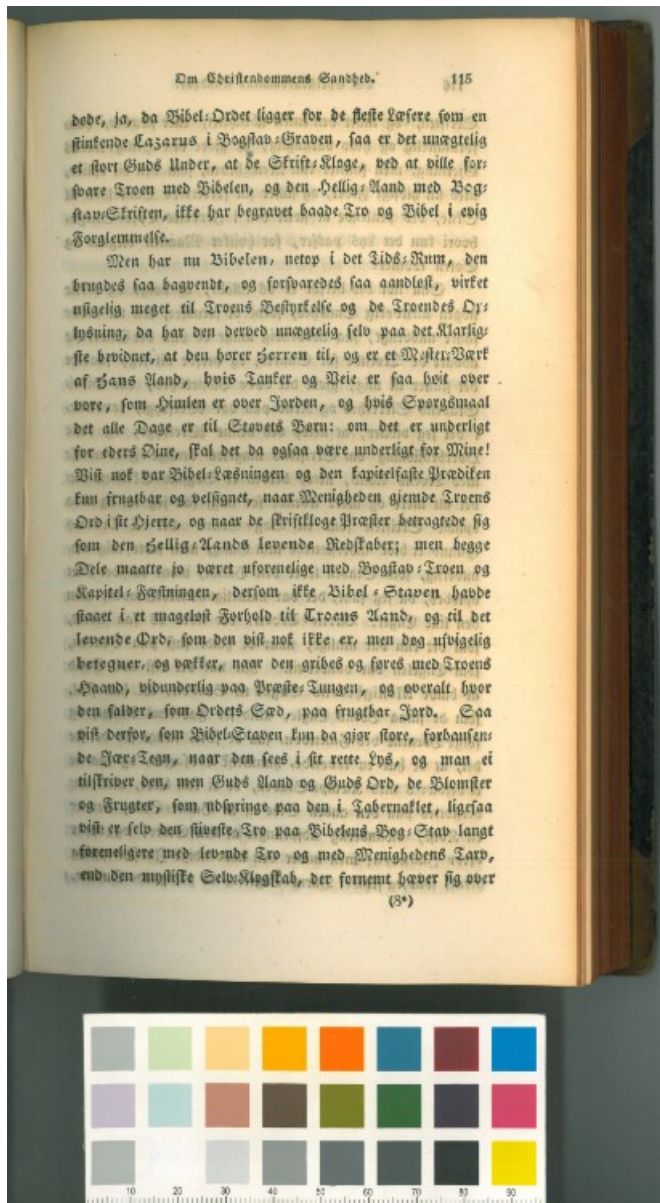 Om Christendommens Sandhed. 115
døde, ja, da Bibel-Ordet ligger for de fleste Læsere som en
stinkende Lazarus i Bogstav-Graven, saa er det unægtelig
et stort Guds Under, at de Skrift-Kloge, ved at ville for-
svare Troen med Bibelen, og den Hellig-Aand med Bog-
stav-Skriften, ikke har begravet baade Tro og Bibel i evig
Forglemmelse.
Men har nu Bibelen, netop i det Tids-Rum, den
brugdes saa bagvendt, og forsvaredes saa aandløst, virket
usigelig meget til Troens Bestyrkelse og de Troendes Op-
lysning, da har den derved unægtelig selv paa det Klarlig-
ste bevidnet, at den hører Herren til, og er et Mester-Værk
af Hans Aand, hvis Tanker og Veie er saa høit over
vore, som Himlen er over Jorden, og hvis Spørgsmaal
det alle Dage er til Støvets Børn: om det er underligt
for eders Øine, skal det da ogsaa være underligt for Mine!
Vist nok var Bibel-Læsningen og den kapitelfaste Prædiken
kun frugtbar og velsignet, naar Menigheden gjemde Troens
Ord i sit Hjerte, og naar de skriftkloge Præster betragtede sig
som den Hellig-Aands levende Redskaber; men begge
Dele maatte jo været uforenelige med Bogstav-Troen og
Kapitel-Fæstningen, dersom ikke Bibel-Staven havde
staaet i et mageløst Forhold til Troens Aand, og til det
levende Ord, som den vist nok ikke er, men dog usvigelig
betegner, og vækker, naar den gribes og føres med Troens
Haand, vidunderlig paa Præste-Tungen, og overalt hvor
den falder, som Ordets Sæd, paa frugtbar Jord. Saa
vist derfor, som Bibel-Staven kun da gjør store, forbausen-
de Jær-Tegn, naar den sees i sit rette Lys, og man ei
tilskriver den, men Guds Aand og Guds Ord, de Blomster
og Frugter, som udspringe paa den i Tabernaklet, ligesaa
vist er selv den stiveste Tro paa Bibelens Bog-Stav langt
foreneligere med levende Tro og med Menighedens Tarv,
end den mystiske Selv-Klogskab, der fornemt hæver sig over
(8*)
10 20 30 40 50 60 70 80 90